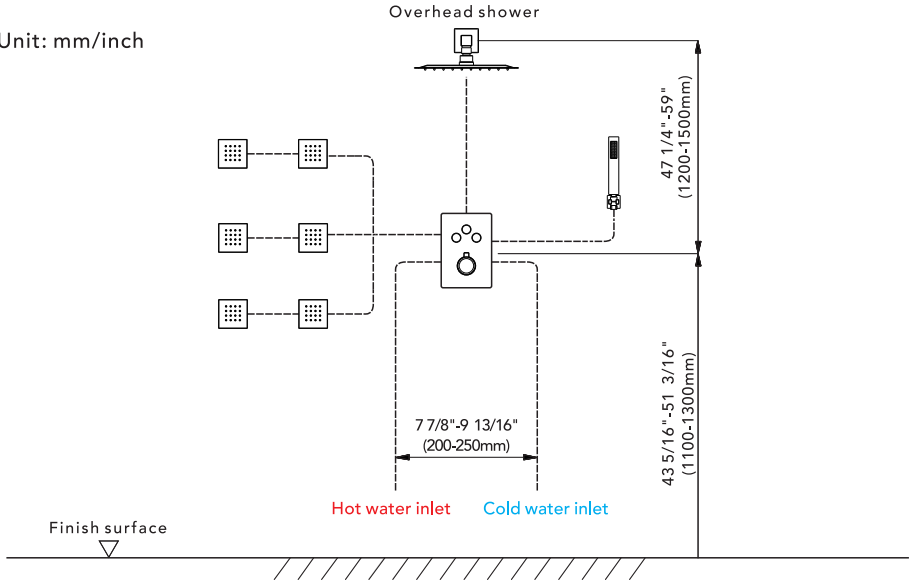 Overhead shower
Unit: mm/inch
47 1/4"-59"
(1200-1500mm)
43 5/16"-51 3/16"
(1100-1300mm)
7 7/8"-9 13/16"
(200-250mm)
Hot water inlet
Cold water inlet
Finish surface